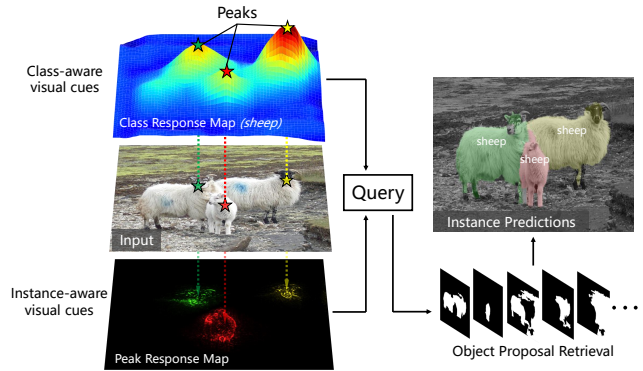 Peaks
Class-aware
visual cues
Class Response Map (sheep)
Input
Instance-aware
visual cues
Peak Response Map
Query
sheep
sheep
sheep
Instance Predictions
Object Proposal Retrieval